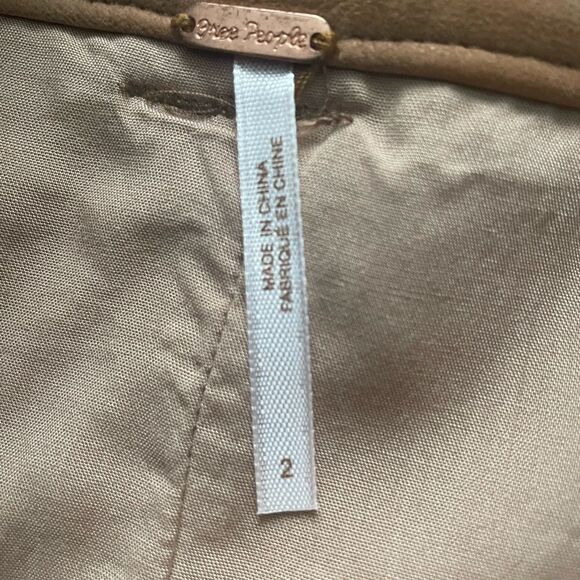 Free People
MADE IN CHINA
FABRIQUÉ EN CHINE
2